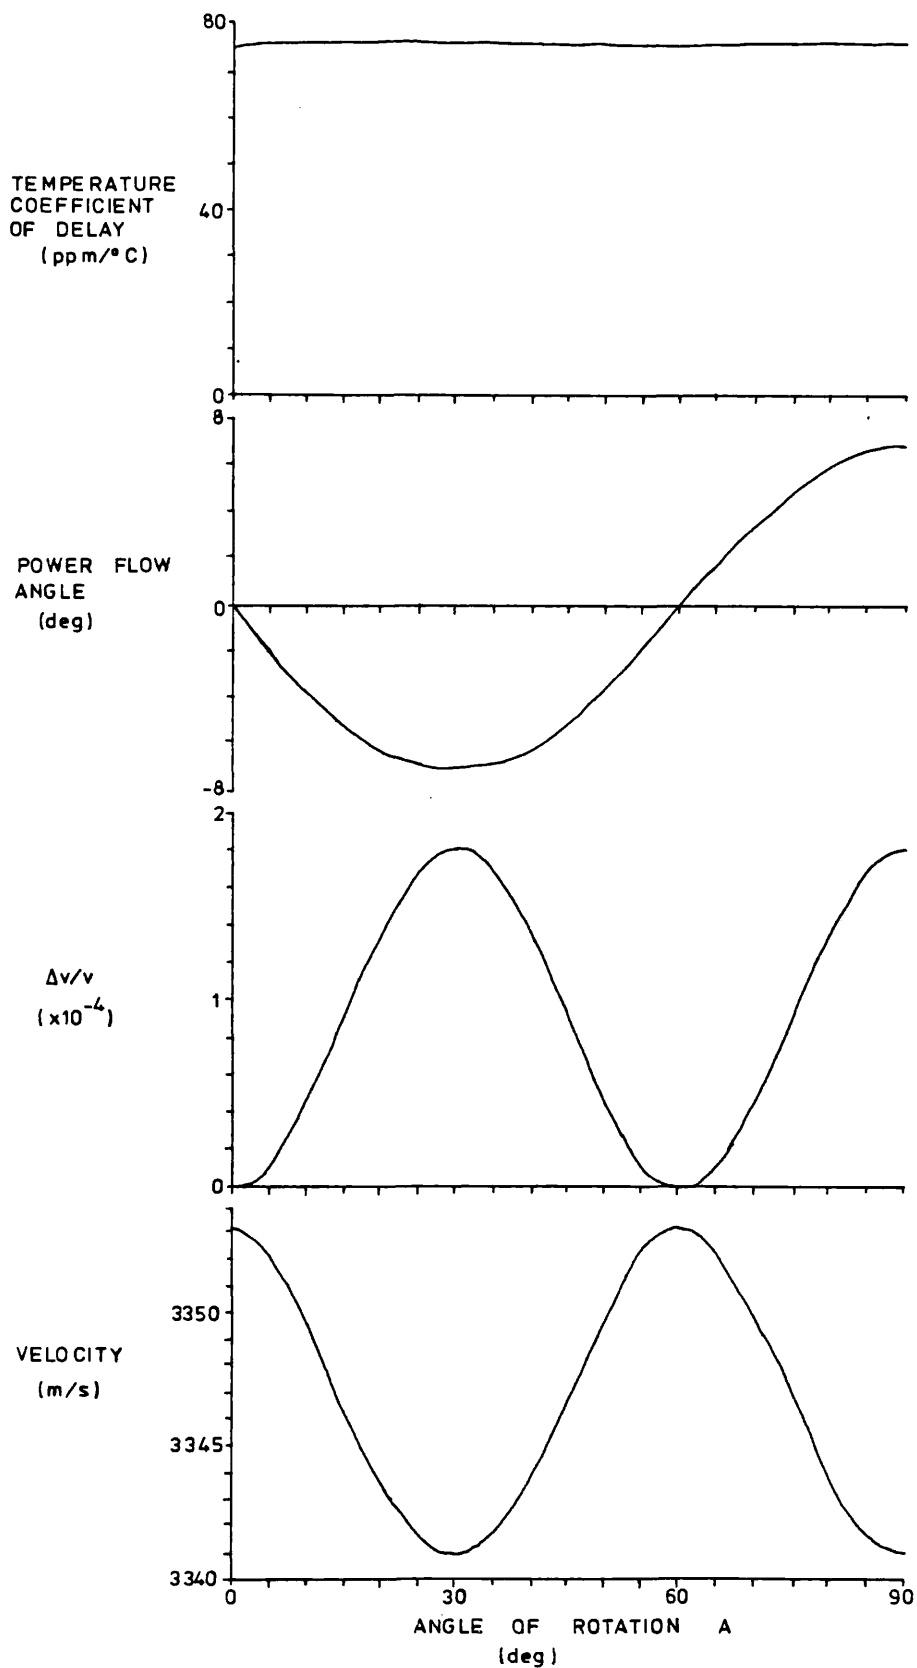 80
TEMPERATURE
COEFFICIENT
OF DELAY
(ppm/°C)
40
0
8
POWER FLOW
ANGLE
(deg)
0
-8
2
Δv/v
(x10⁻⁴)
1
0
VELOCITY
(m/s)
3350
3345
3340
0 30 60 90
ANGLE OF ROTATION A
(deg)